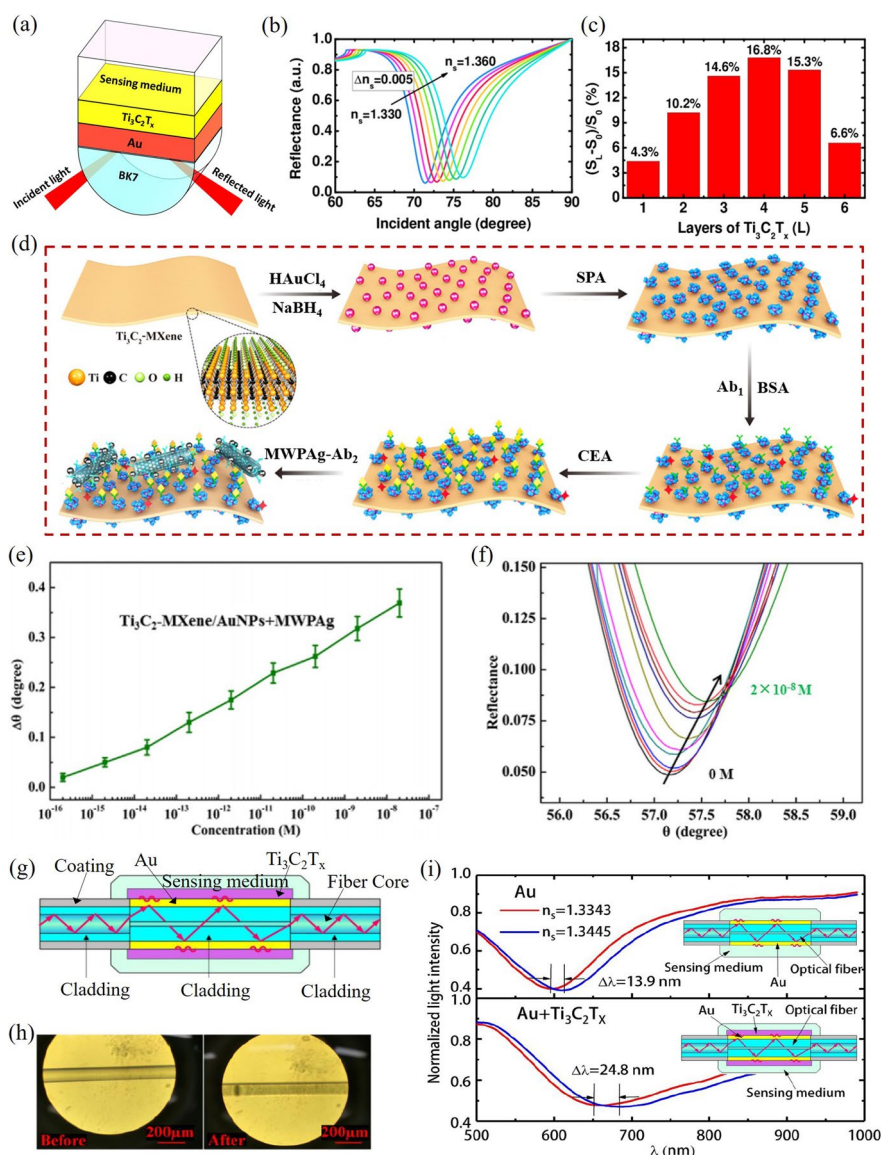 (a)
Sensing medium
Ti₃C₂Tₓ
Au
BK7
Incident light
Reflected light
(b)
Reflectance (a.u.)
1.0
0.8
0.6
0.4
0.2
0.0
nₛ=1.360
Δnₛ=0.005
nₛ=1.330
60 65 70 75 80 85 90
Incident angle (degree)
(c)
(S_L-S₀)/S₀ (%)
18
15
12
9
6
3
0
4.3%
10.2%
14.6%
16.8%
15.3%
6.6%
1 2 3 4 5 6
Layers of Ti₃C₂Tₓ (L)
(d)
Ti₃C₂-MXene
Ti C O H
HAuCl₄
NaBH₄
SPA
Ab₁ BSA
CEA
MWPAg-Ab₂
(e)
Δθ (degree)
0.4
0.3
0.2
0.1
0.0
Ti₃C₂-MXene/AuNPs+MWPAg
10⁻¹⁶ 10⁻¹⁵ 10⁻¹⁴ 10⁻¹³ 10⁻¹² 10⁻¹¹ 10⁻¹⁰ 10⁻⁹ 10⁻⁸ 10⁻⁷
Concentration (M)
(f)
Reflectance
0.150
0.125
0.100
0.075
0.050
2×10⁻⁸ M
0 M
56.0 56.5 57.0 57.5 58.0 58.5 59.0
θ (degree)
(g)
Coating
Au
Sensing medium
Ti₃C₂Tₓ
Fiber Core
Cladding
Cladding
Cladding
(h)
Before
200μm
After
200μm
(i)
Normalized light intensity
1.0
0.8
0.6
0.4
Au
nₛ=1.3343
nₛ=1.3445
Δλ=13.9 nm
Sensing medium
Optical fiber
Au
1.0
0.8
0.6
0.4
Au+Ti₃C₂Tₓ
Δλ=24.8 nm
Au
Ti₃C₂Tₓ
Optical fiber
Sensing medium
500 600 700 800 900 1000
λ (nm)